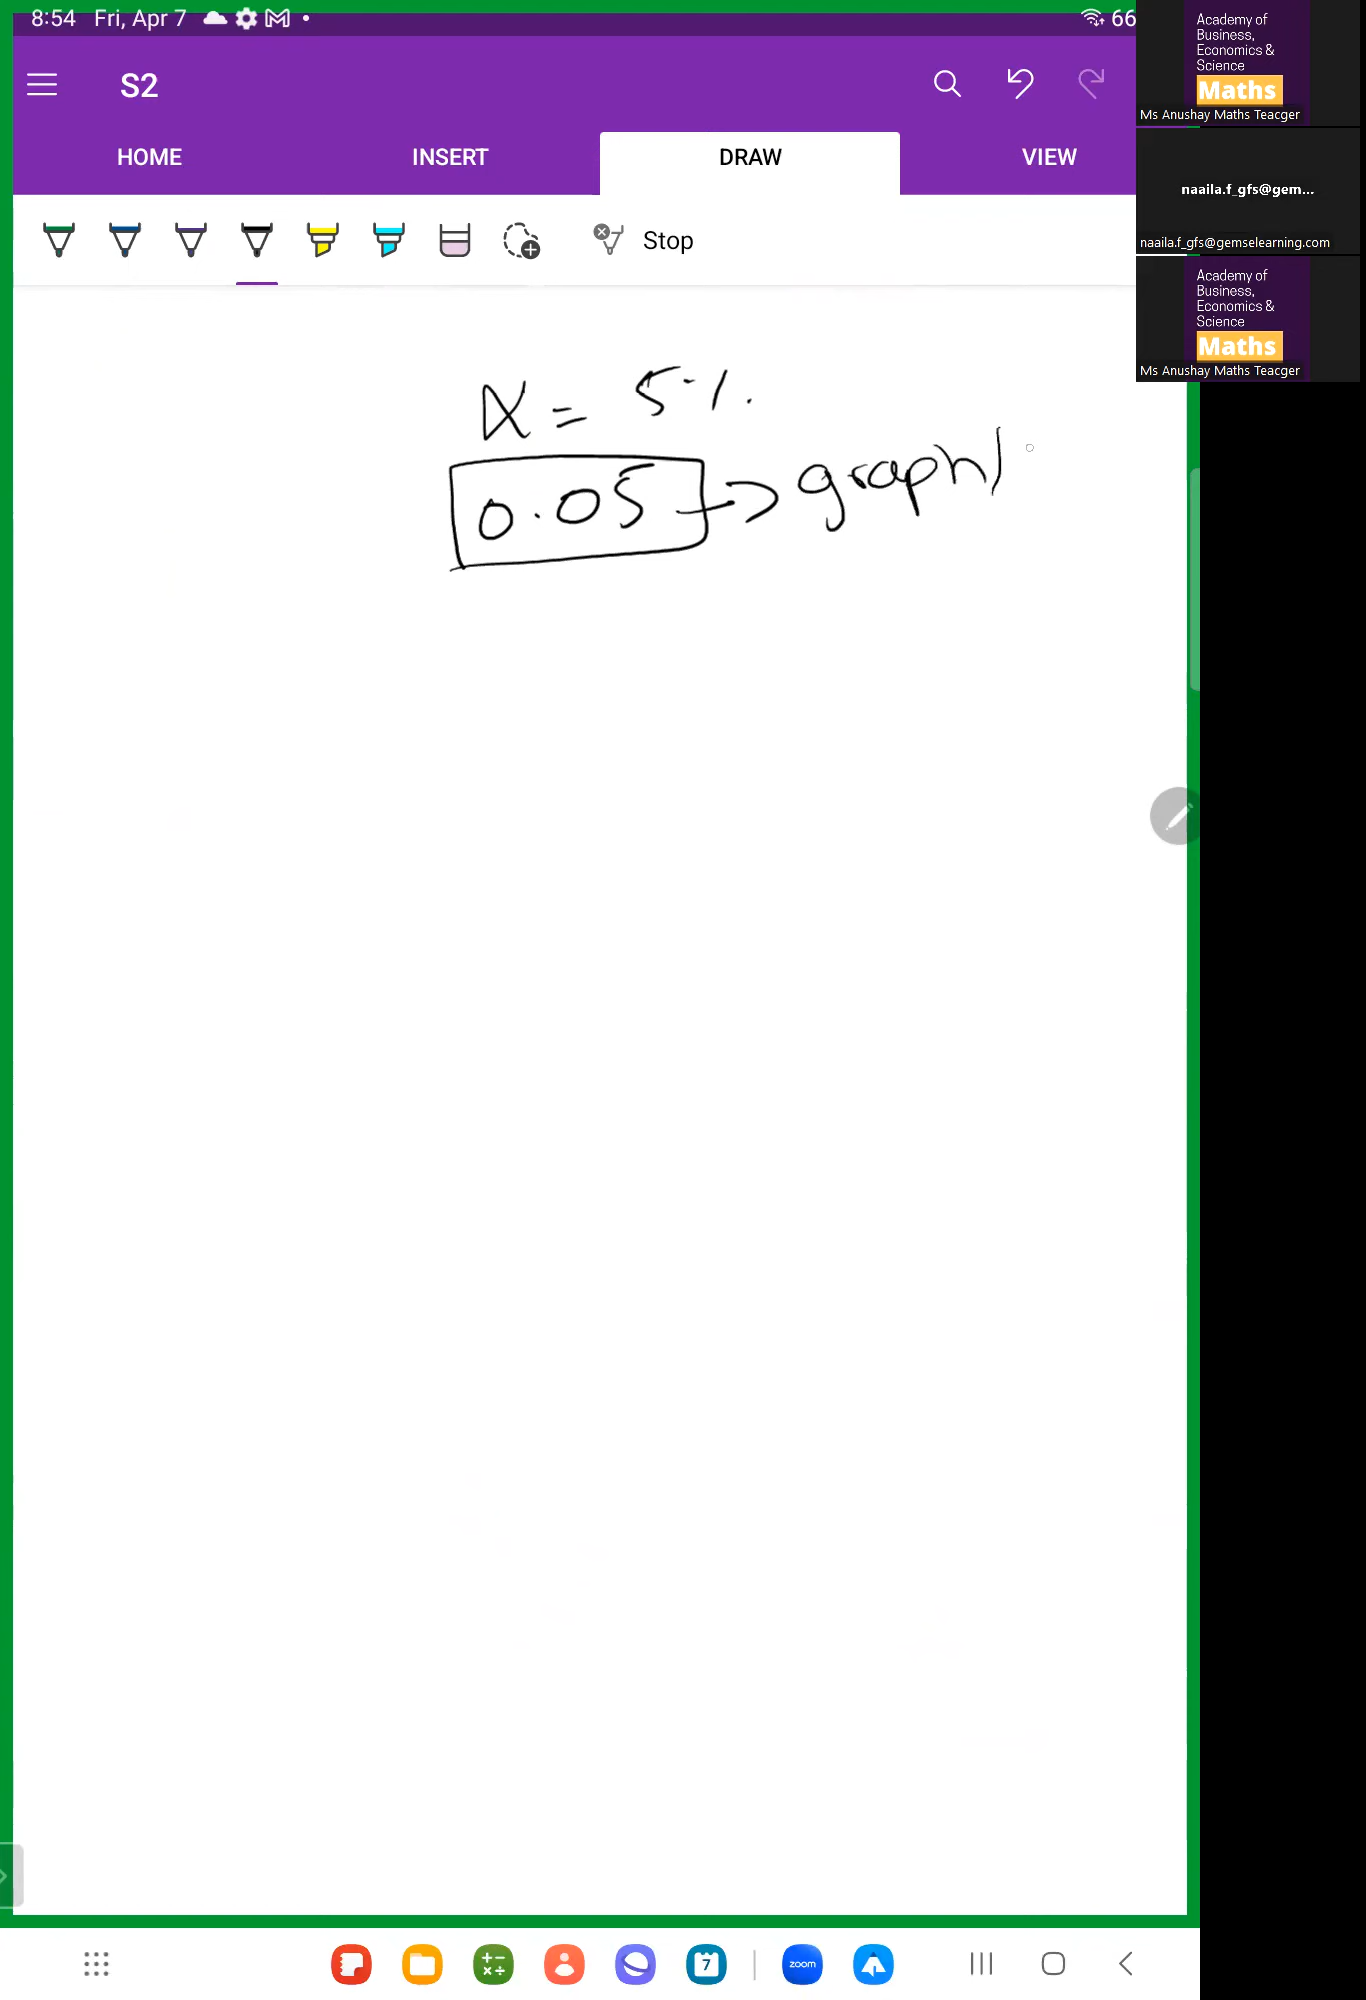 8:54 Fri, Apr 7 66
S2
HOME INSERT DRAW VIEW
Stop
α = 5%.
0.05 → graph/
Academy of
Business,
Economics &
Science
Maths
Ms Anushay Maths Teacger
naaila.f_gfs@gem...
naaila.f_gfs@gemselearning.com
Academy of
Business,
Economics &
Science
Maths
Ms Anushay Maths Teacger
7
zoom